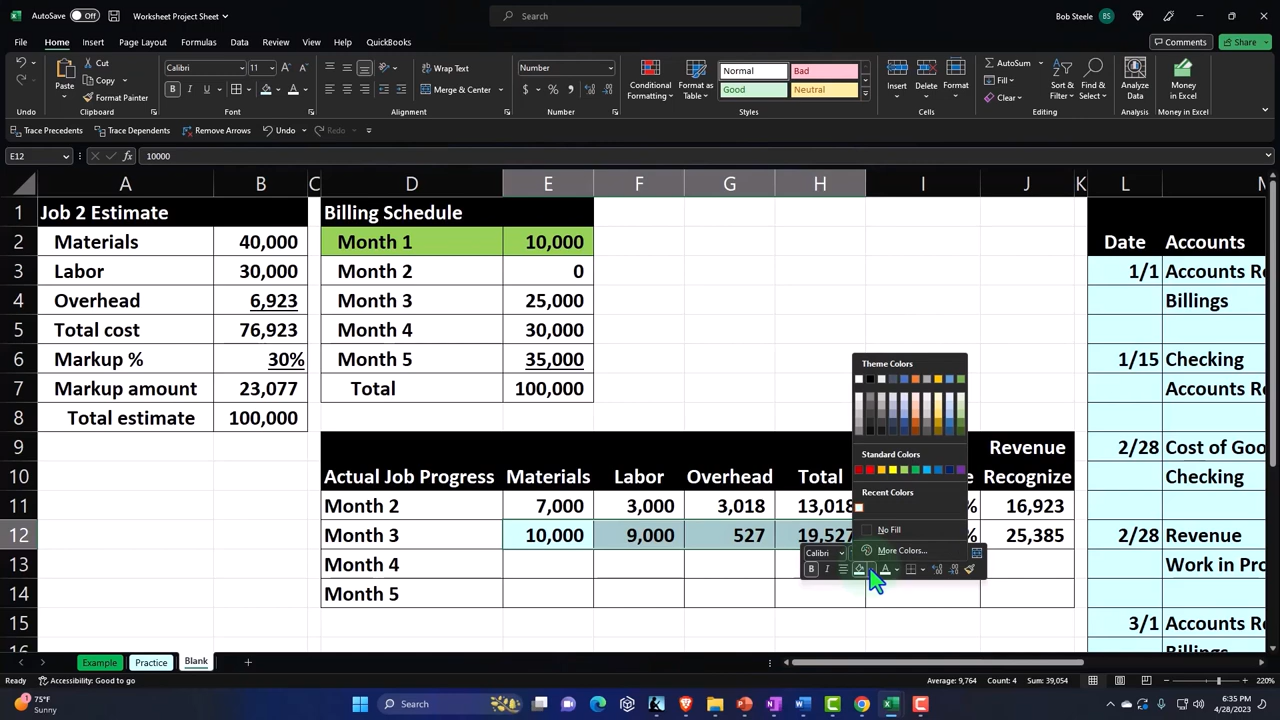 AutoSave Off Worksheet Project Sheet Search Bob Steele BS
File Home Insert Page Layout Formulas Data Review View Help QuickBooks Comments Share
Cut Copy Format Painter Paste
Calibri 11 Wrap Text Merge & Center Number
B I U $ % 9
Conditional Formatting Format as Table Normal Bad Good Neutral
Insert Delete Format AutoSum Fill Clear Sort & Filter Find & Select Analyze Data Money in Excel
Undo Clipboard Font Alignment Number Styles Cells Editing Analysis Money in Excel
Trace Precedents Trace Dependents Remove Arrows Undo Redo
E12 fx 10000
A B C D E F G H I J K L M
1 Job 2 Estimate Billing Schedule
2 Materials 40,000 Month 1 10,000 Date Accounts
3 Labor 30,000 Month 2 0 1/1 Accounts Re
4 Overhead 6,923 Month 3 25,000 Billings
5 Total cost 76,923 Month 4 30,000
6 Markup % 30% Month 5 35,000 1/15 Checking
7 Markup amount 23,077 Total 100,000 Accounts Re
8 Total estimate 100,000
9 Revenue 2/28 Cost of Goo
10 Actual Job Progress Materials Labor Overhead Total e Recognize Checking
11 Month 2 7,000 3,000 3,018 13,018 % 16,923
12 Month 3 10,000 9,000 527 19,527 % 25,385 2/28 Revenue
13 Month 4 Work in Pro
14 Month 5
15 3/1 Accounts Re
16 Billings
Theme Colors
Standard Colors
Recent Colors
No Fill
More Colors...
Calibri
B I A
Example Practice Blank
Ready Accessibility: Good to go Average: 9,764 Count: 4 Sum: 39,054 220%
75°F
Sunny
Search
6:35 PM
4/28/2023